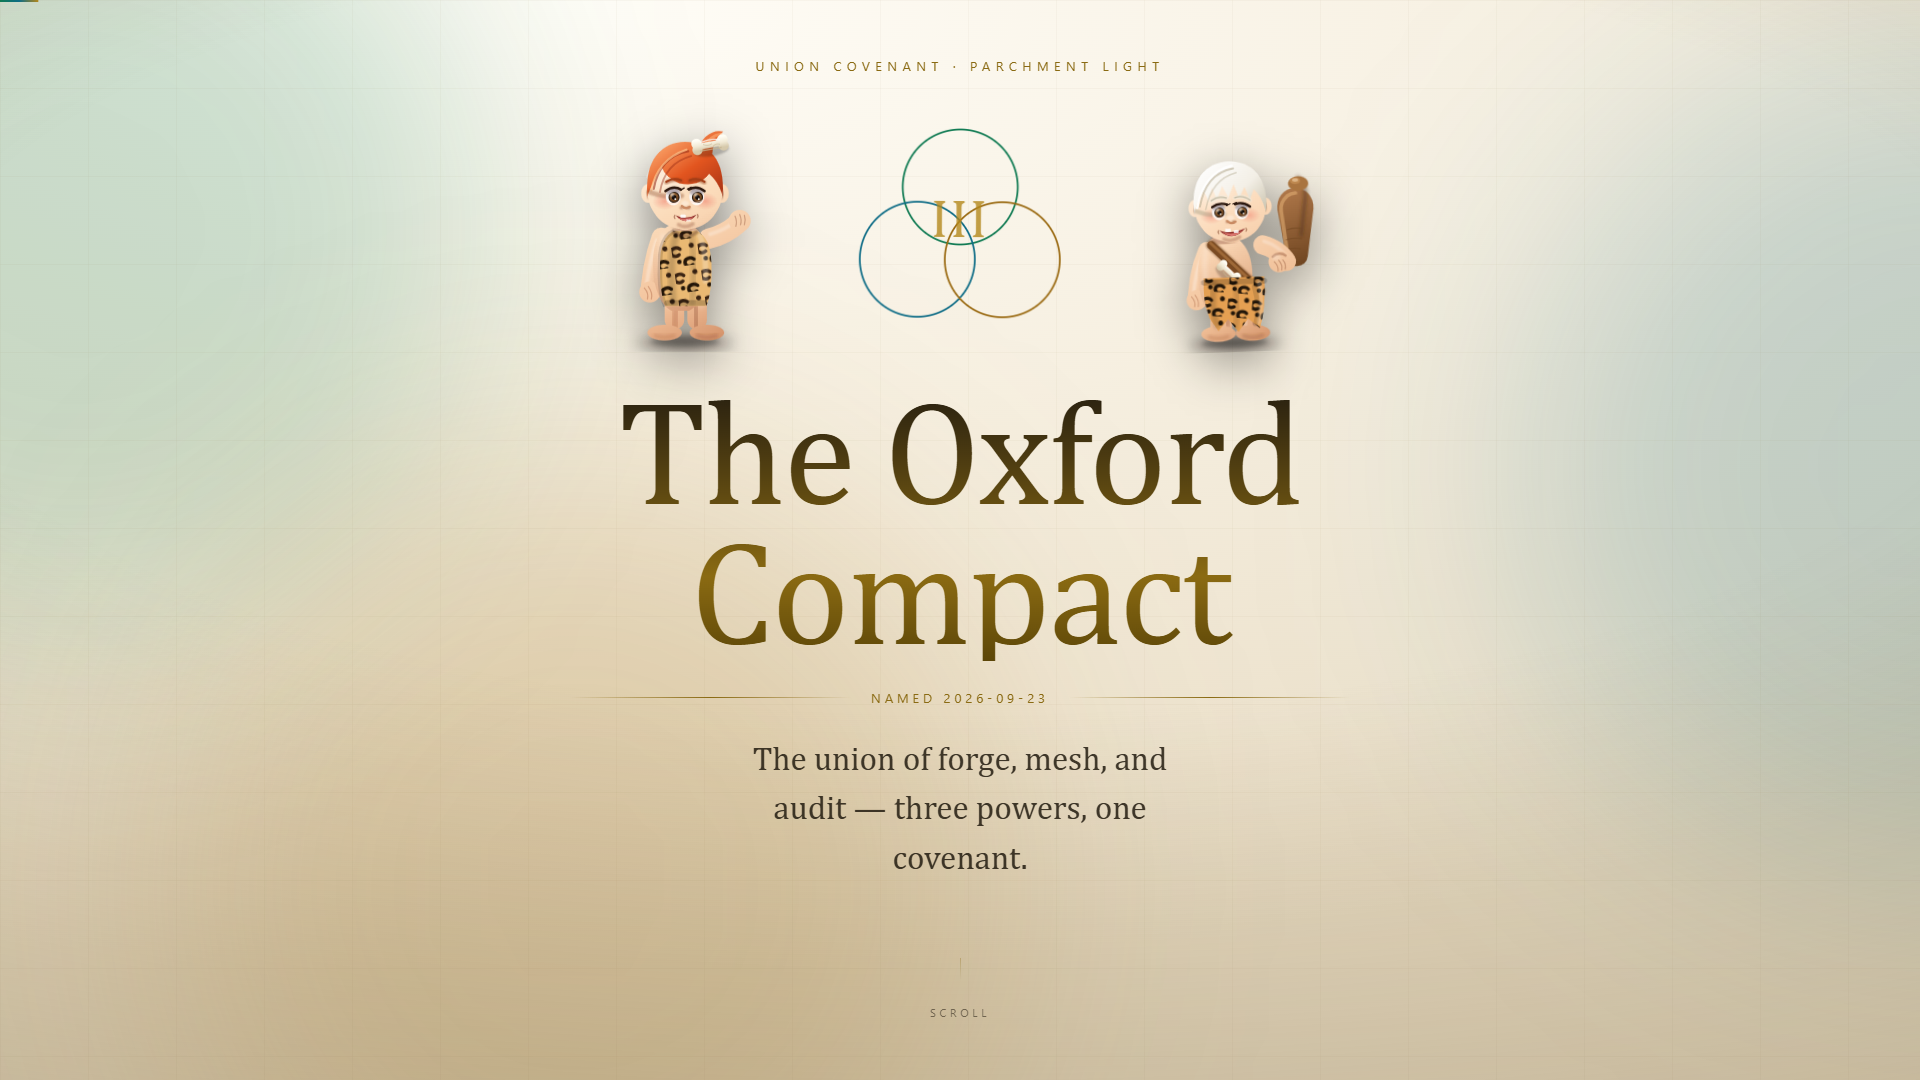 UNION COVENANT · PARCHMENT LIGHT
III
The Oxford
Compact
NAMED 2026-09-23
The union of forge, mesh, and
audit — three powers, one
covenant.
SCROLL